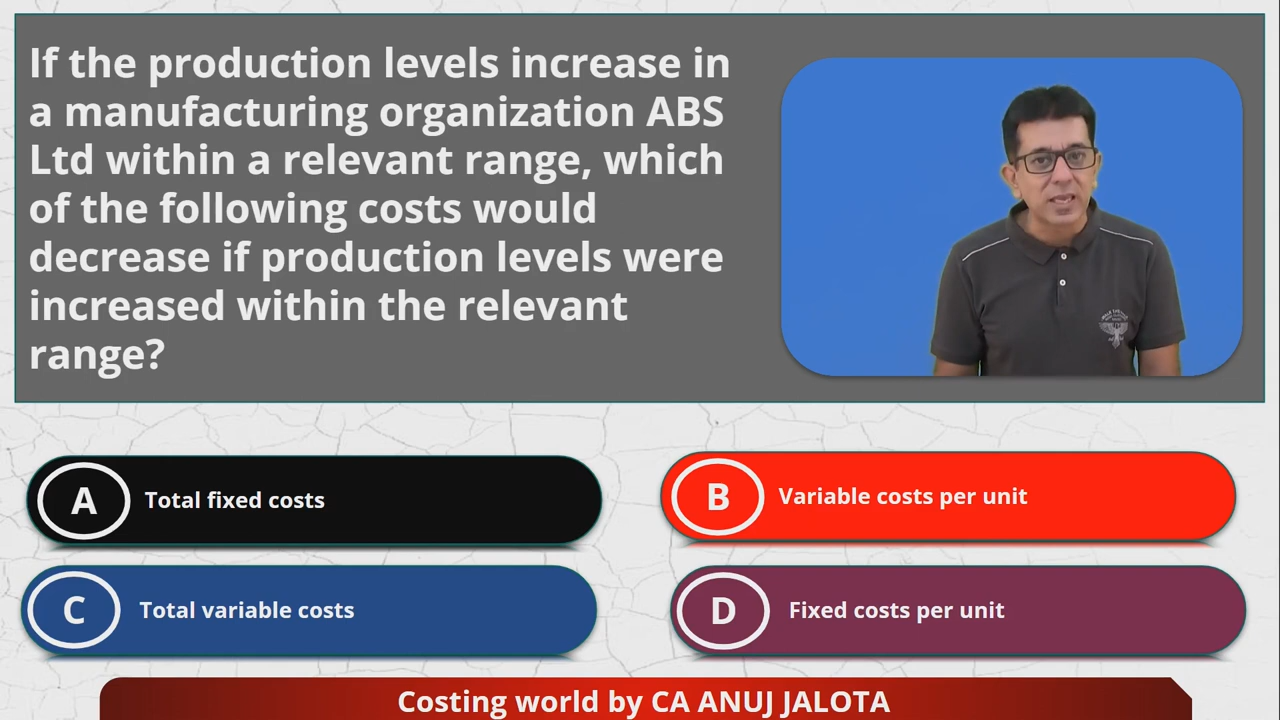 If the production levels increase in
a manufacturing organization ABS
Ltd within a relevant range, which
of the following costs would
decrease if production levels were
increased within the relevant
range?
A Total fixed costs
B Variable costs per unit
C Total variable costs
D Fixed costs per unit
Costing world by CA ANUJ JALOTA